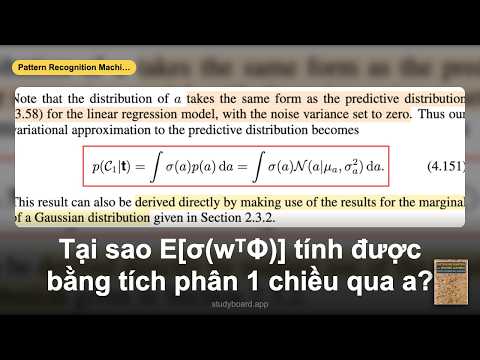 Pattern Recognition Machi...
Note that the distribution of a takes the same form as the predictive distribution
(3.58) for the linear regression model, with the noise variance set to zero. Thus our
variational approximation to the predictive distribution becomes
p(C₁|t) = ∫ σ(a)p(a) da = ∫ σ(a)N(a|μₐ, σₐ²) da. (4.151)
This result can also be derived directly by making use of the results for the marginal
of a Gaussian distribution given in Section 2.3.2.
Tại sao E[σ(wᵀΦ)] tính được
bằng tích phân 1 chiều qua a?
studyboard.app